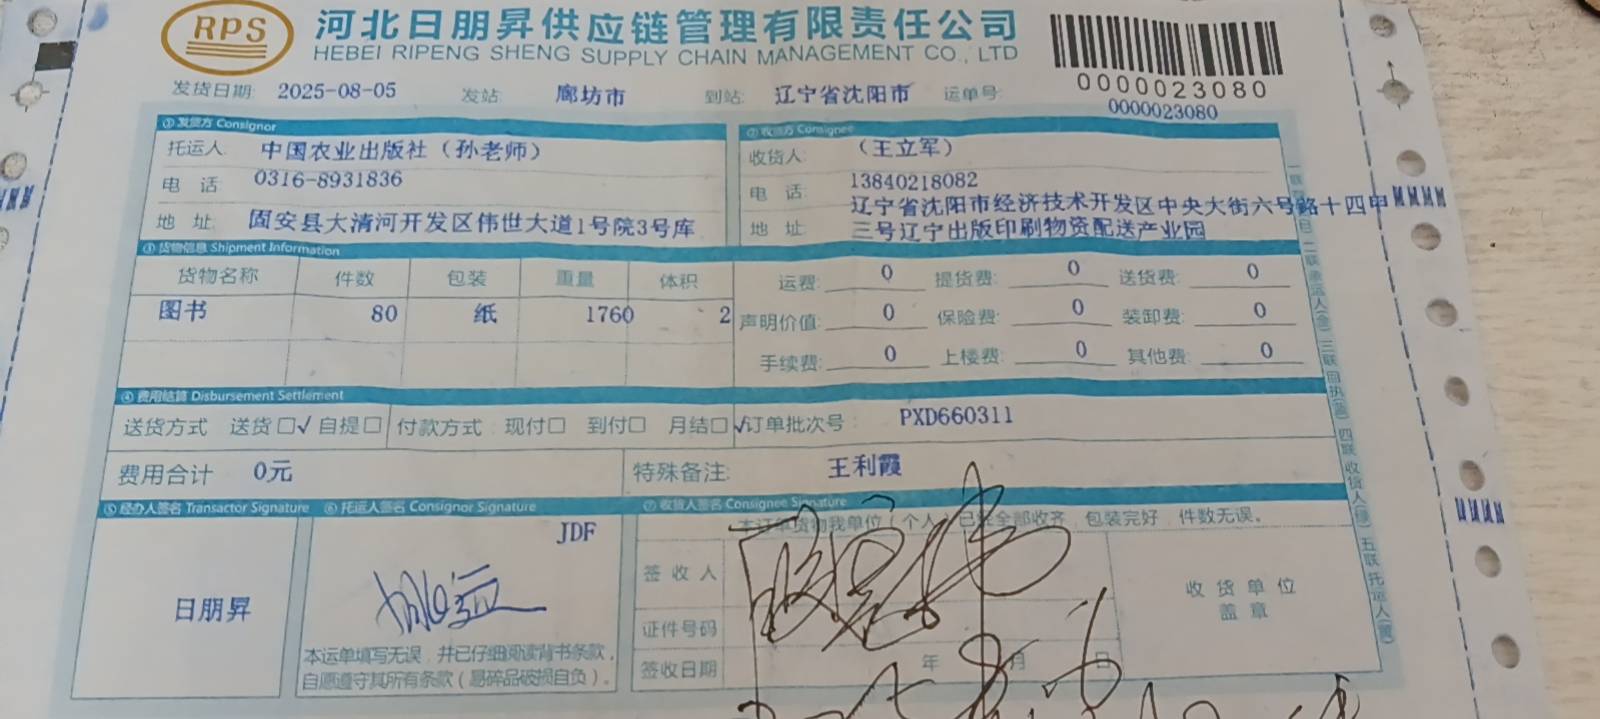 RPS
河北日朋昇供应链管理有限责任公司
HEBEI RIPENG SHENG SUPPLY CHAIN MANAGEMENT CO., LTD
0000023080
发货日期: 2025-08-05 发站: 廊坊市 到站: 辽宁省沈阳市 运单号: 0000023080
①发货方 Consignor
托运人: 中国农业出版社（孙老师）
电 话: 0316-8931836
地 址: 固安县大清河开发区伟世大道1号院3号库
②收货方 Consignee
收货人: （王立军）
电 话: 13840218082
地 址: 辽宁省沈阳市经济技术开发区中央大街六号路十四甲
三号辽宁出版印刷物资配送产业园
③货物信息 Shipment Information
货物名称 件数 包装 重量 体积
图书 80 纸 1760 2
运费: 0 提货费: 0 送货费: 0
声明价值: 0 保险费: 0 装卸费: 0
手续费: 0 上楼费: 0 其他费: 0
④费用结算 Disbursement Settlement
送货方式 送货□√ 自提□ 付款方式: 现付□ 到付□ 月结□√ 订单批次号: PXD660311
费用合计 0元 特殊备注: 王利霞
⑤经办人签名 Transactor Signature
日朋昇
⑥托运人签名 Consignor Signature
JDF
本运单填写无误，并已仔细阅读背书条款，
自愿遵守其所有条款（易碎品破损自负）。
⑦收货人签名 Consignee Signature
本订单货物我单位（个人）已经全部收齐，包装完好，件数无误。
签 收 人
证件号码
签收日期 年 8 月 6 日
收 货 单 位
盖 章